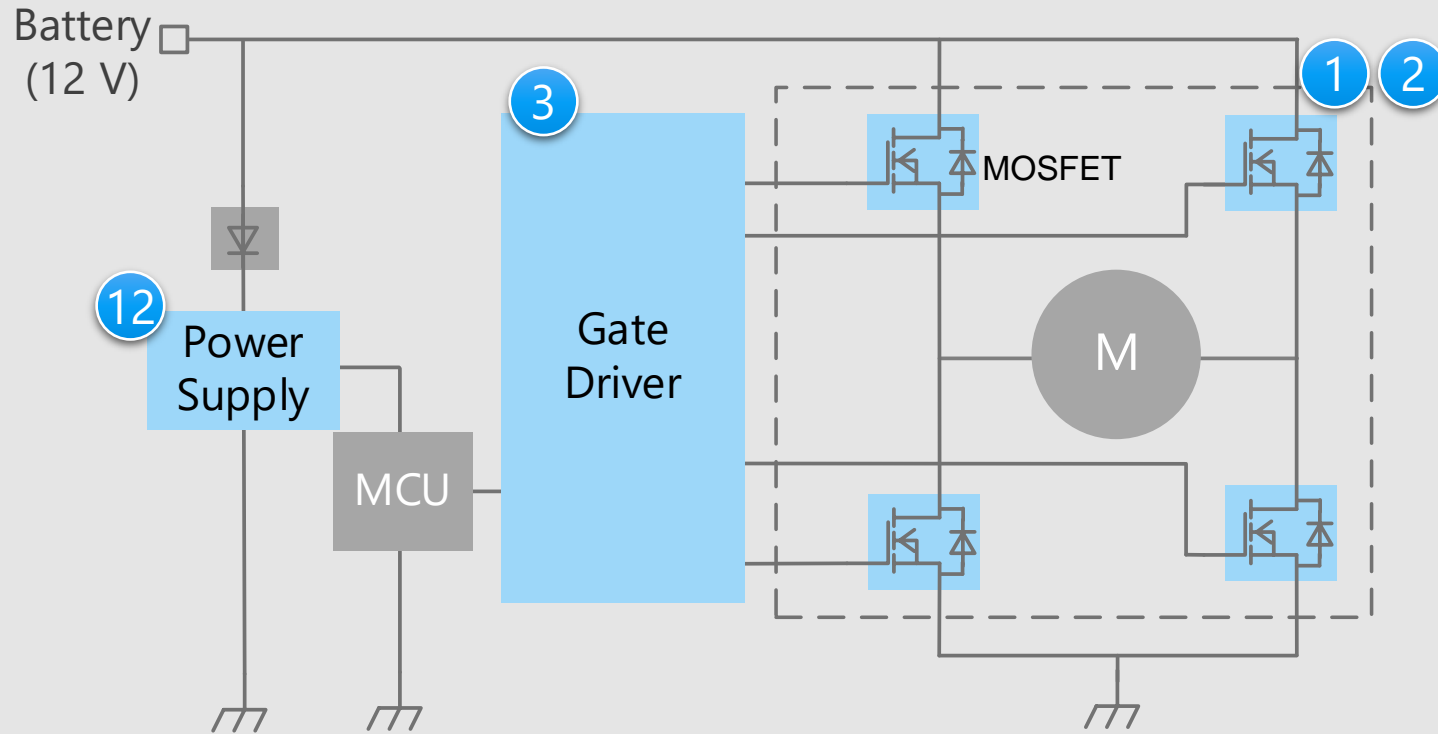 Battery
(12 V)
1
2
3
MOSFET
12
Power
Supply
Gate
Driver
M
MCU